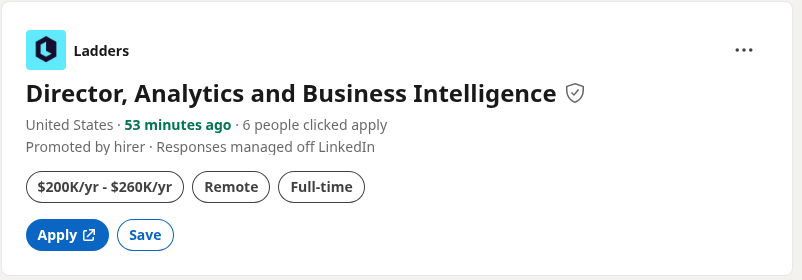 Ladders
Director, Analytics and Business Intelligence
United States · 53 minutes ago · 6 people clicked apply
Promoted by hirer · Responses managed off LinkedIn
$200K/yr - $260K/yr Remote Full-time
Apply Save